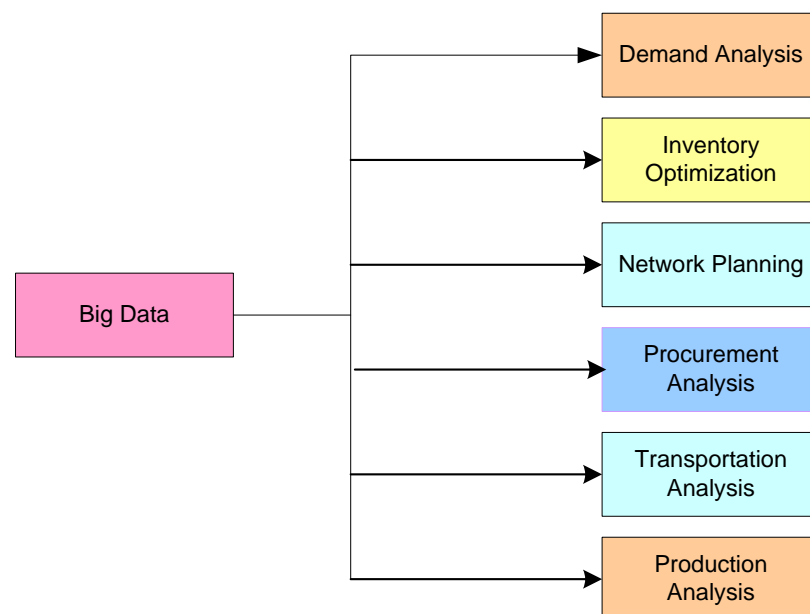 Demand Analysis
Inventory
Optimization
Network Planning
Big Data
Procurement
Analysis
Transportation
Analysis
Production
Analysis